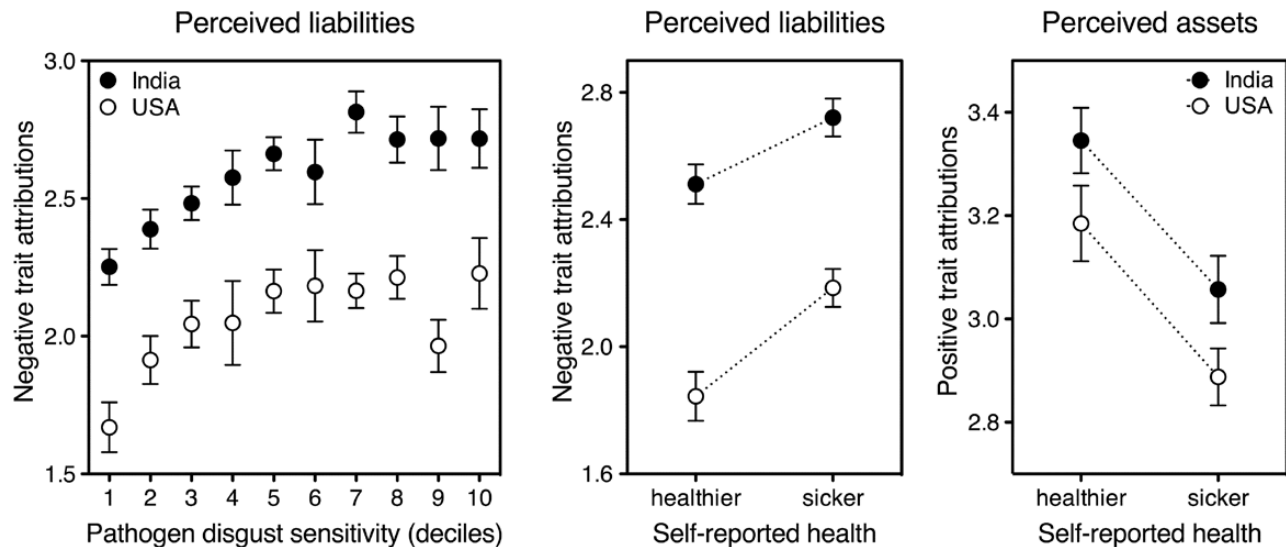 Perceived liabilities
Negative trait attributions
3.0
2.5
2.0
1.5
India
USA
1 2 3 4 5 6 7 8 9 10
Pathogen disgust sensitivity (deciles)
Perceived liabilities
Negative trait attributions
2.8
2.4
2.0
1.6
healthier sicker
Self-reported health
Perceived assets
Positive trait attributions
3.4
3.2
3.0
2.8
India
USA
healthier sicker
Self-reported health